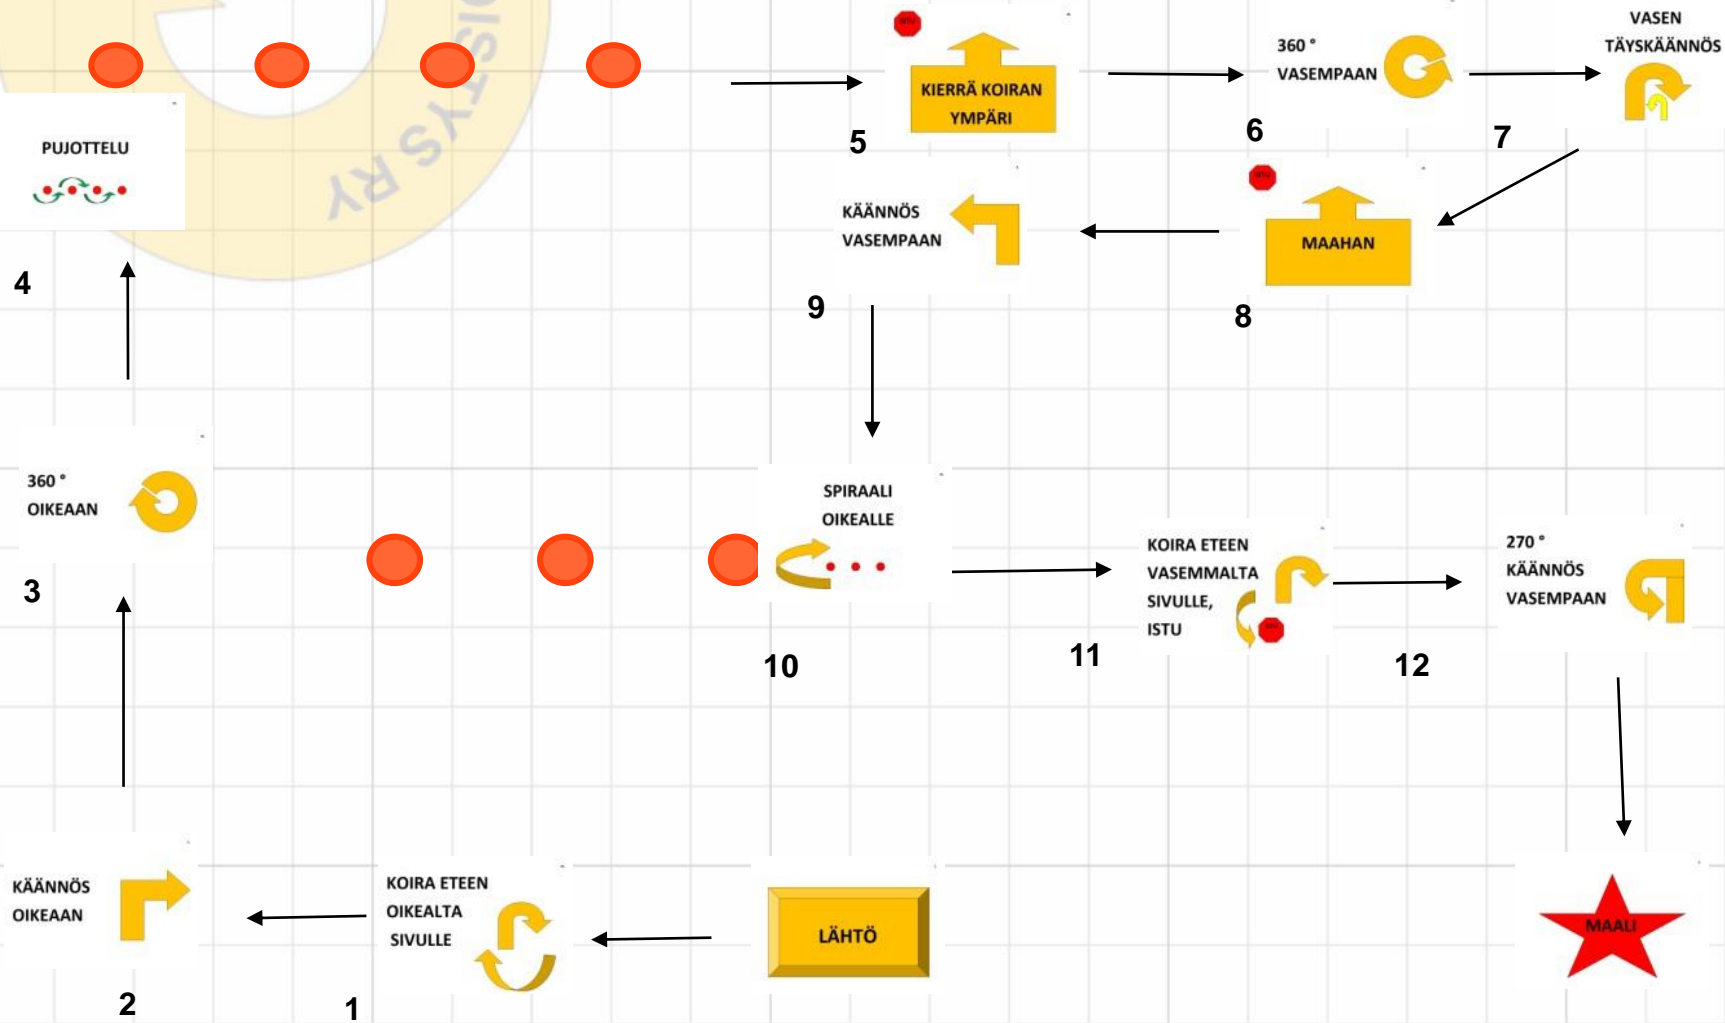 OISTYS RY
PUJOTTELU
4
KIERRÄ KOIRAN
YMPÄRI
5
360 °
VASEMPAAN
6
VASEN
TÄYSKÄÄNNÖS
7
MAAHAN
8
KÄÄNNÖS
VASEMPAAN
9
360 °
OIKEAAN
3
SPIRAALI
OIKEALLE
10
KOIRA ETEEN
VASEMMALTA
SIVULLE,
ISTU
11
270 °
KÄÄNNÖS
VASEMPAAN
12
KÄÄNNÖS
OIKEAAN
2
KOIRA ETEEN
OIKEALTA
SIVULLE
1
LÄHTÖ
MAALI